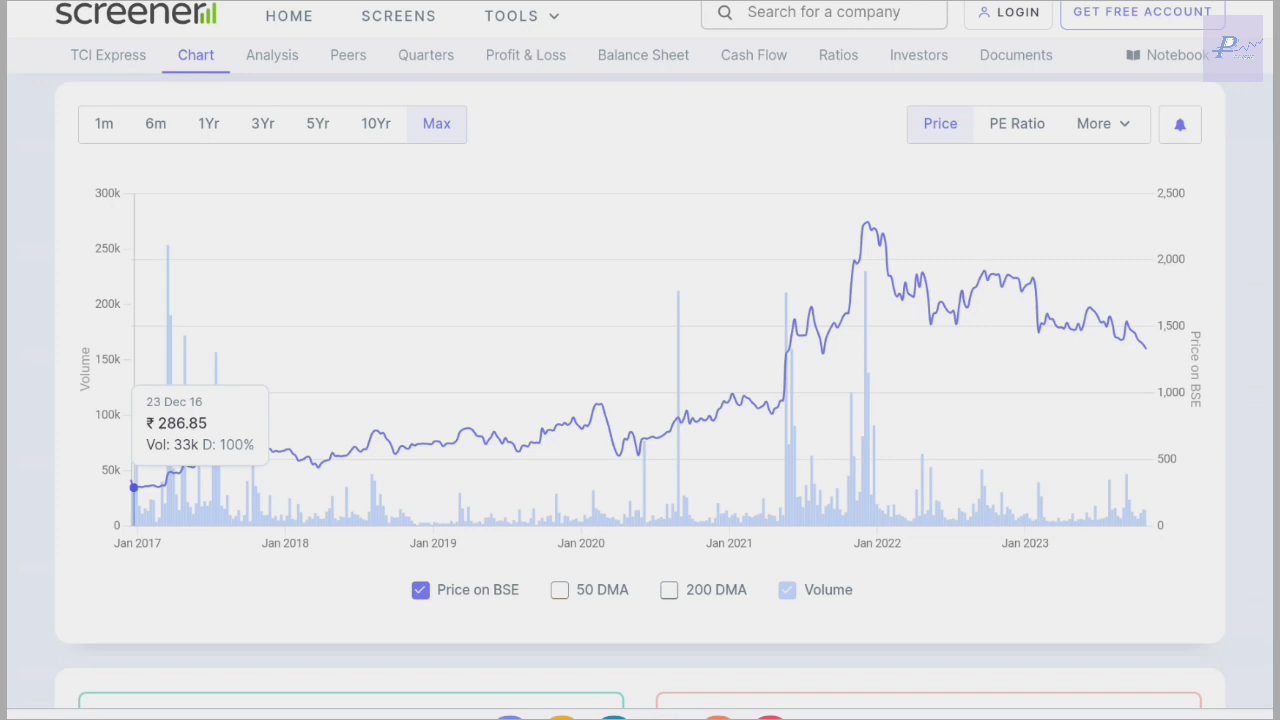 screener
HOME SCREENS TOOLS
Search for a company
LOGIN
GET FREE ACCOUNT
TCI Express Chart Analysis Peers Quarters Profit & Loss Balance Sheet Cash Flow Ratios Investors Documents Notebook
1m 6m 1Yr 3Yr 5Yr 10Yr Max
Price PE Ratio More
300k 2,500
250k 2,000
200k 1,500
150k 1,000
100k 500
50k 0
0
Volume
Price on BSE
23 Dec 16
₹ 286.85
Vol: 33k D: 100%
Jan 2017 Jan 2018 Jan 2019 Jan 2020 Jan 2021 Jan 2022 Jan 2023
Price on BSE 50 DMA 200 DMA Volume